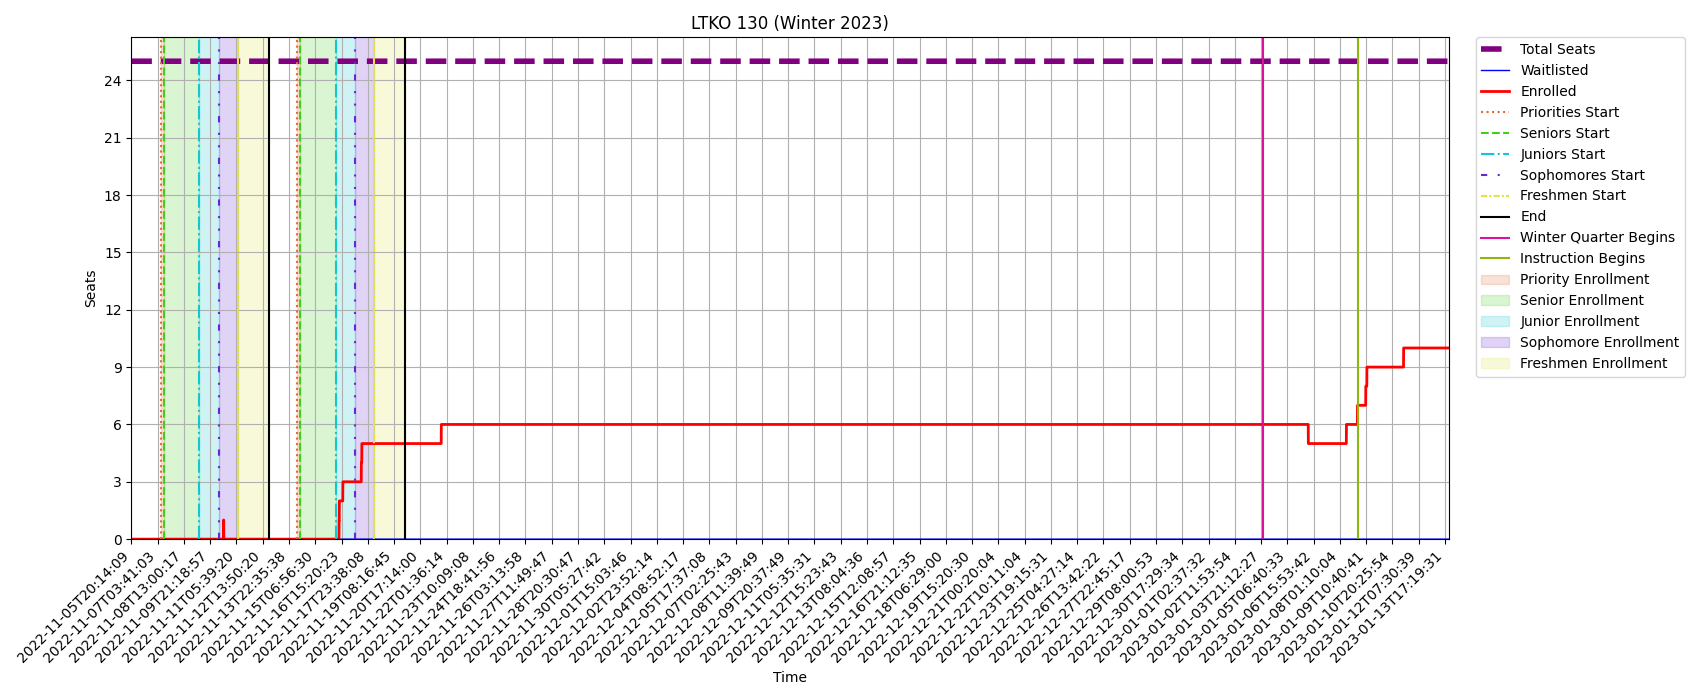 LTKO 130 (Winter 2023)
Seats
24
21
18
15
12
9
6
3
0
2022-11-05T20:14:09
2022-11-07T03:41:03
2022-11-08T13:00:17
2022-11-09T21:18:57
2022-11-11T05:39:20
2022-11-12T13:50:20
2022-11-13T22:35:38
2022-11-15T06:56:30
2022-11-16T15:20:23
2022-11-17T23:38:08
2022-11-19T08:16:45
2022-11-20T17:14:00
2022-11-22T01:36:14
2022-11-23T10:09:08
2022-11-24T18:41:56
2022-11-26T03:13:58
2022-11-27T11:49:47
2022-11-28T20:30:47
2022-11-30T05:27:42
2022-12-01T15:03:46
2022-12-02T23:52:14
2022-12-04T08:52:17
2022-12-05T17:37:08
2022-12-07T02:25:43
2022-12-08T11:39:49
2022-12-09T20:37:49
2022-12-11T05:35:31
2022-12-12T15:23:43
2022-12-13T08:04:36
2022-12-15T12:08:57
2022-12-16T21:12:35
2022-12-18T06:29:00
2022-12-19T15:20:30
2022-12-21T00:20:04
2022-12-22T10:11:04
2022-12-23T19:15:31
2022-12-25T04:27:14
2022-12-26T13:42:22
2022-12-27T22:45:17
2022-12-29T08:00:53
2022-12-30T17:29:34
2023-01-01T02:37:32
2023-01-02T11:53:54
2023-01-03T21:12:27
2023-01-05T06:40:33
2023-01-06T15:53:42
2023-01-08T01:10:04
2023-01-09T10:40:41
2023-01-10T20:25:54
2023-01-12T07:30:39
2023-01-13T17:19:31
Time
Total Seats
Waitlisted
Enrolled
Priorities Start
Seniors Start
Juniors Start
Sophomores Start
Freshmen Start
End
Winter Quarter Begins
Instruction Begins
Priority Enrollment
Senior Enrollment
Junior Enrollment
Sophomore Enrollment
Freshmen Enrollment